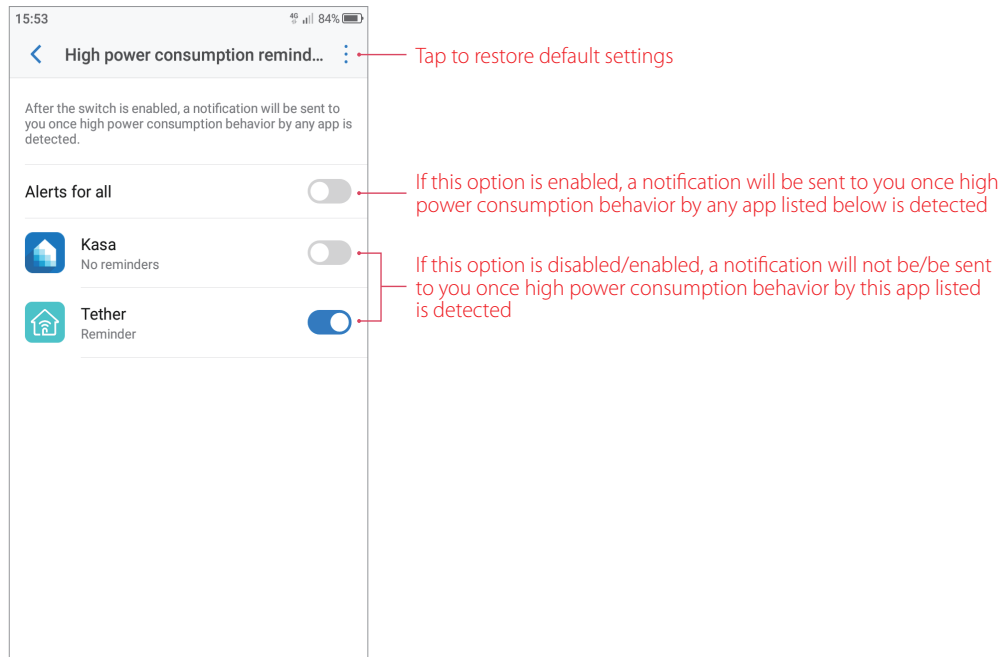 15:53
4G 84%
High power consumption remind...
Tap to restore default settings
After the switch is enabled, a notification will be sent to
you once high power consumption behavior by any app is
detected.
Alerts for all
If this option is enabled, a notification will be sent to you once high
power consumption behavior by any app listed below is detected
Kasa
No reminders
If this option is disabled/enabled, a notification will not be/be sent
to you once high power consumption behavior by this app listed
is detected
Tether
Reminder